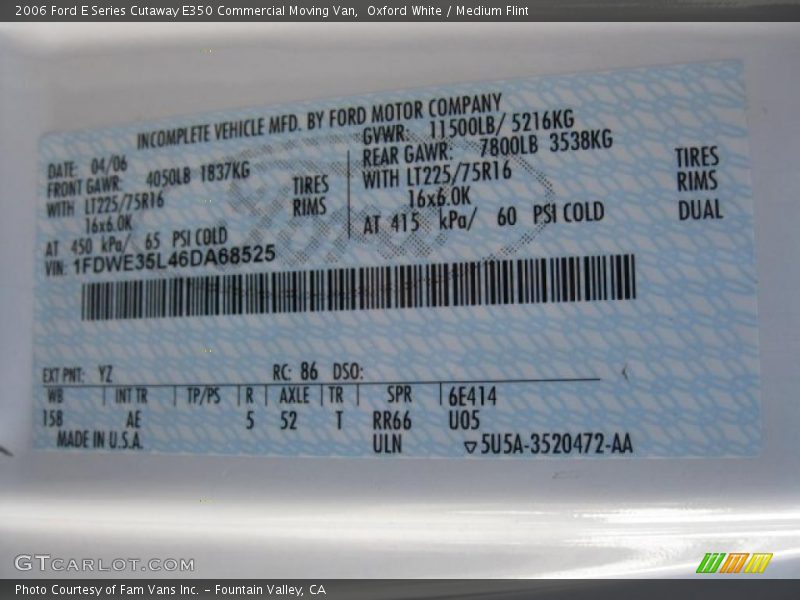 2006 Ford E Series Cutaway E350 Commercial Moving Van, Oxford White / Medium Flint
INCOMPLETE VEHICLE MFD. BY FORD MOTOR COMPANY
DATE: 04/06
FRONT GAWR: 4050LB 1837KG
WITH LT225/75R16 TIRES
16x6.0K RIMS
AT 450 kPa/ 65 PSI COLD
VIN: 1FDWE35L46DA68525
GVWR: 11500LB/ 5216KG
REAR GAWR: 7800LB 3538KG
WITH LT225/75R16 TIRES
16x6.0K RIMS
AT 415 kPa/ 60 PSI COLD DUAL
EXT PNT: YZ RC: 86 DSO:
WB INT TR TP/PS R AXLE TR SPR 6E414
158 AE 5 52 T RR66 U05
MADE IN U.S.A. ULN 5U5A-3520472-AA
GTCARLOT.COM
Photo Courtesy of Fam Vans Inc. - Fountain Valley, CA